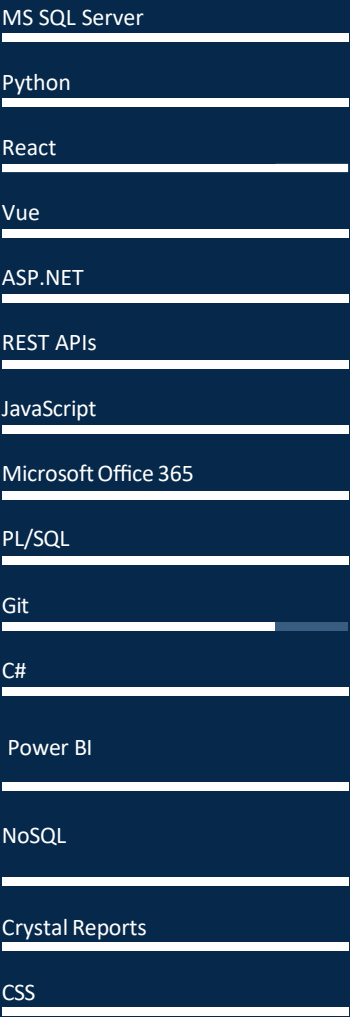 MS SQL Server
Python
React
Vue
ASP.NET
REST APIs
JavaScript
Microsoft Office 365
PL/SQL
Git
C#
Power BI
NoSQL
Crystal Reports
CSS